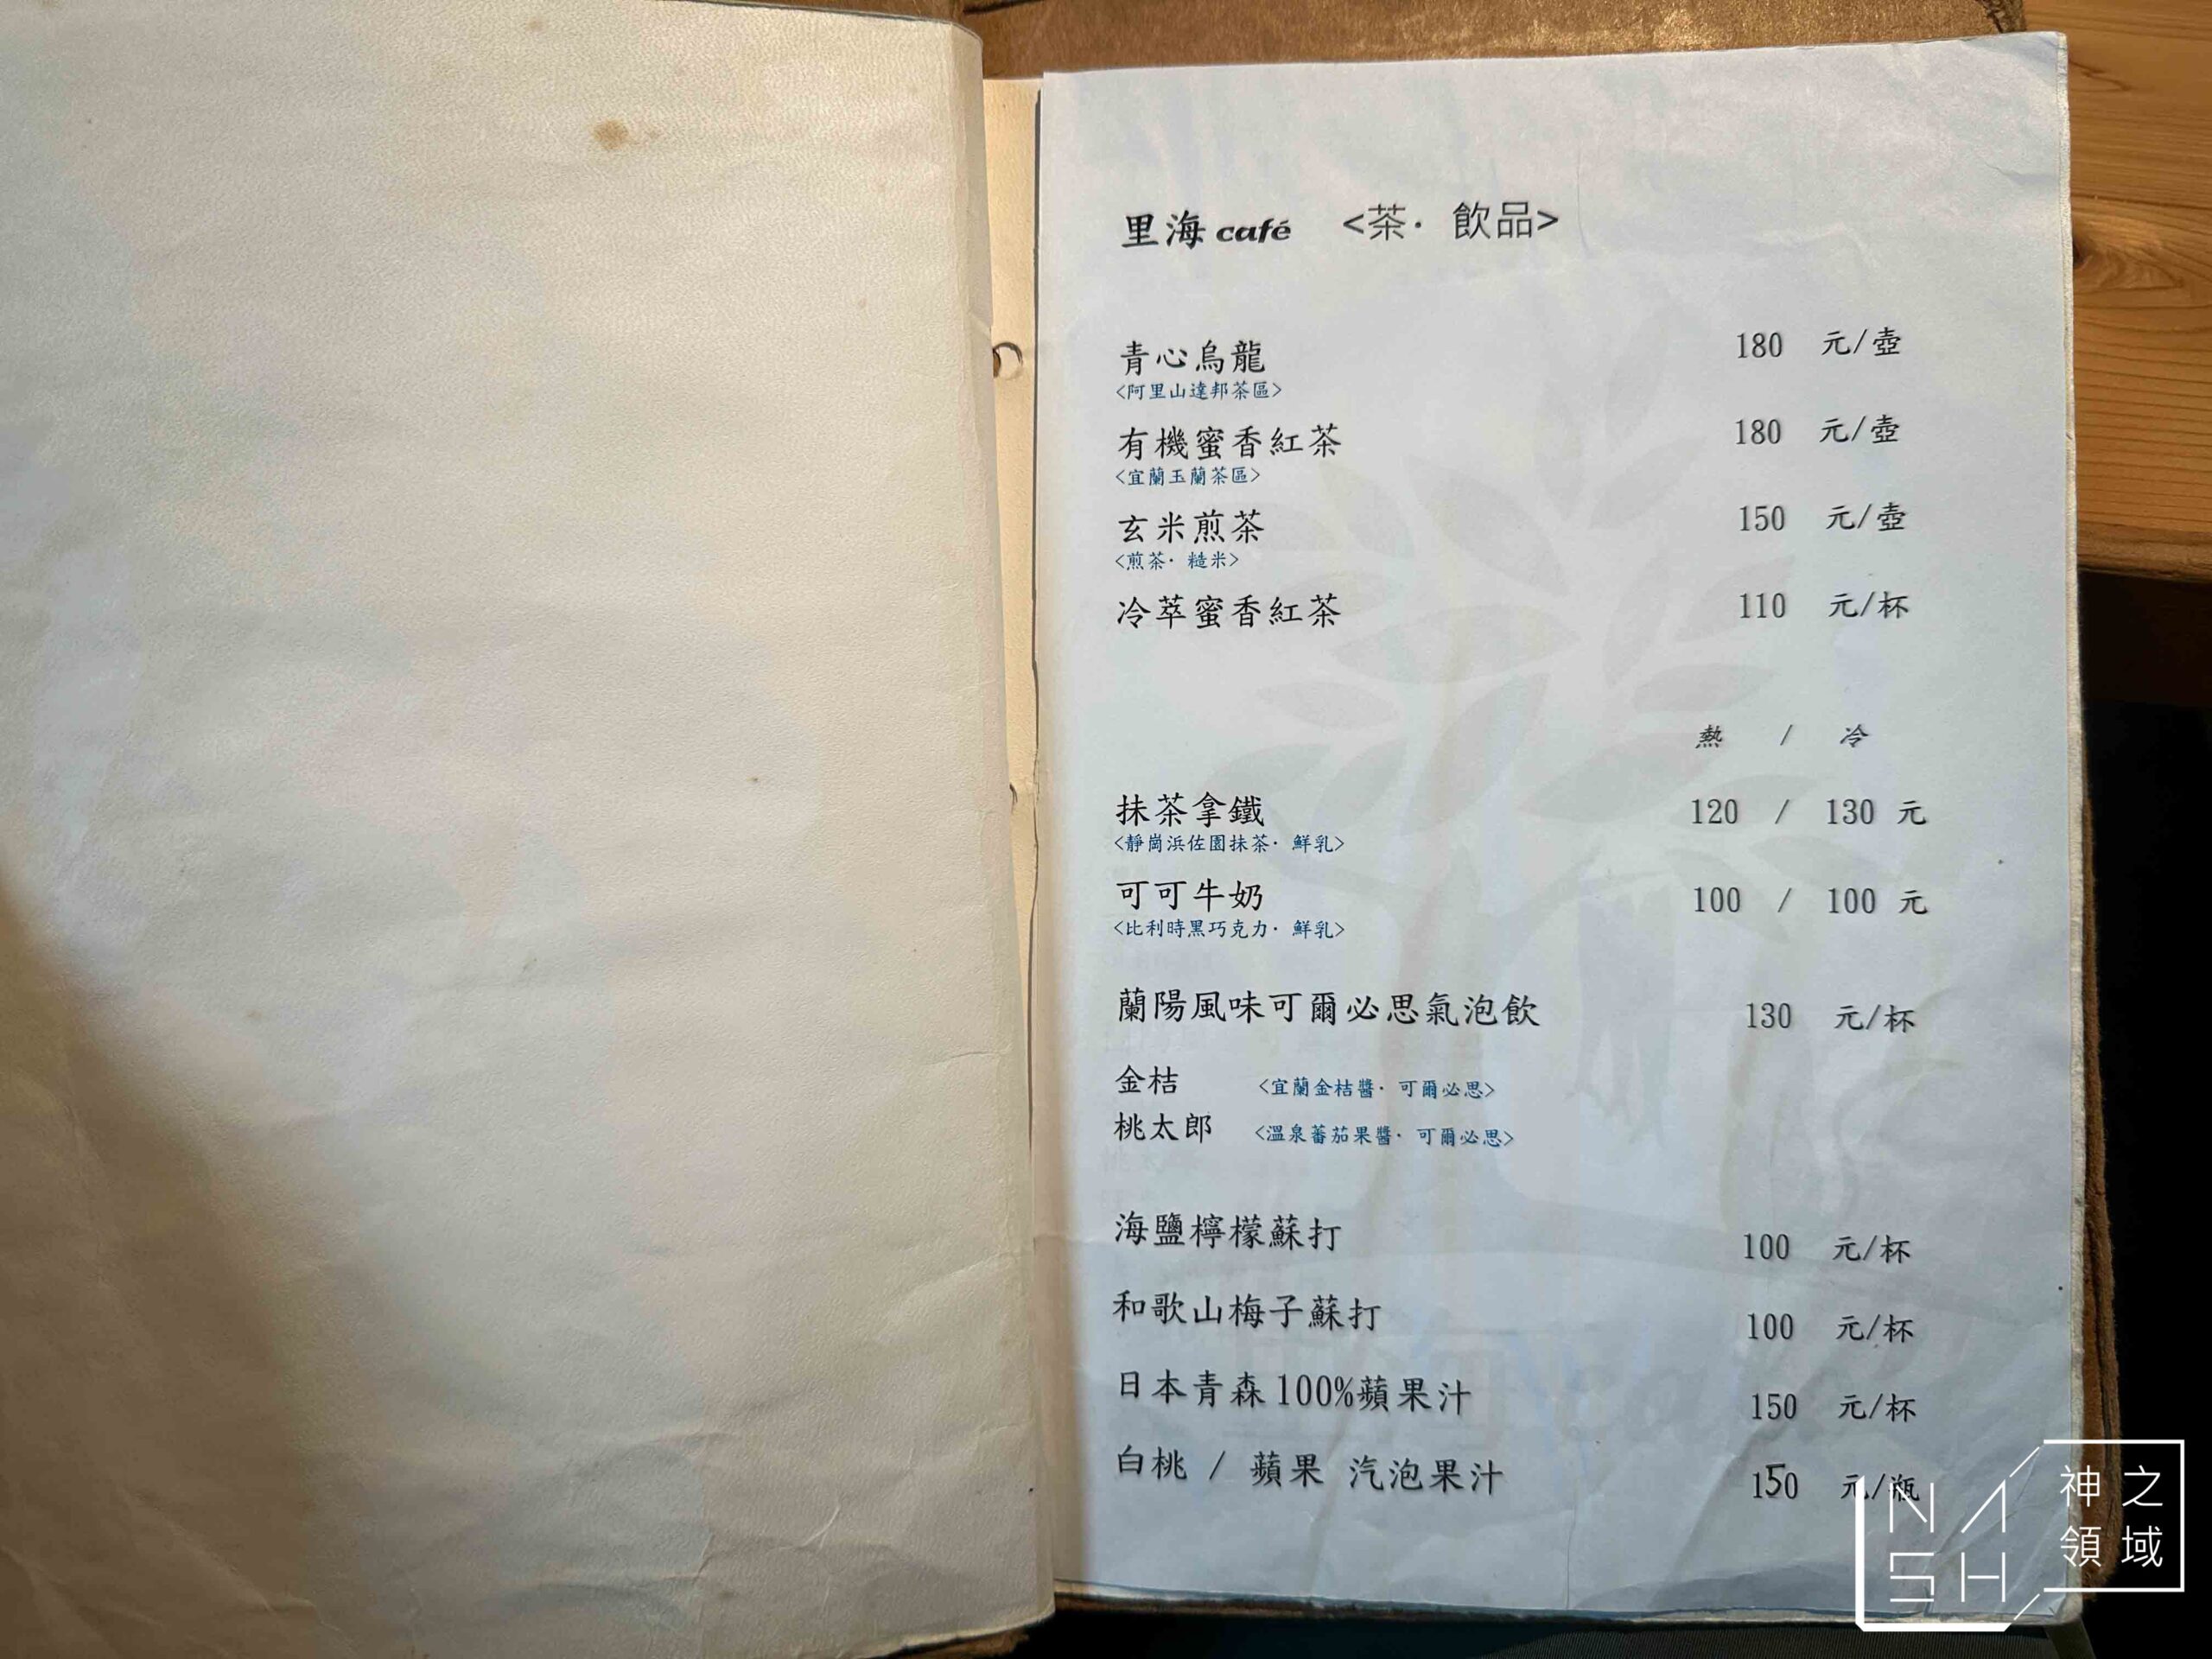 里海 café <茶· 飲品>
青心烏龍 180 元/壺
<阿里山達邦茶區>
有機蜜香紅茶 180 元/壺
<宜蘭玉蘭茶區>
玄米煎茶 150 元/壺
<煎茶· 糙米>
冷萃蜜香紅茶 110 元/杯
熱 / 冷
抹茶拿鐵 120 / 130 元
<靜崗浜佐園抹茶· 鮮乳>
可可牛奶 100 / 100 元
<比利時黑巧克力· 鮮乳>
蘭陽風味可爾必思氣泡飲 130 元/杯
金桔 <宜蘭金桔醬· 可爾必思>
桃太郎 <溫泉蕃茄果醬· 可爾必思>
海鹽檸檬蘇打 100 元/杯
和歌山梅子蘇打 100 元/杯
日本青森100%蘋果汁 150 元/杯
白桃 / 蘋果 汽泡果汁 150 元/瓶
NASH
神之
領域